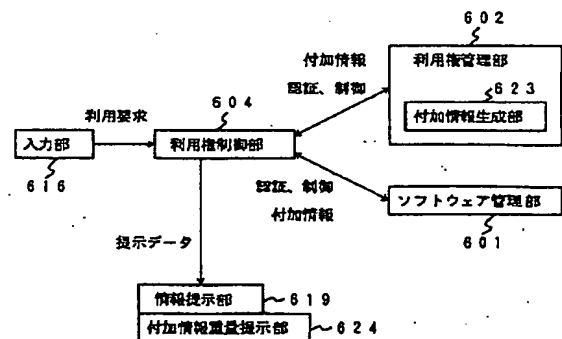 602
付加情報
利用権管理部
認証、制御
623
604
利用要求
付加情報生成部
入力部
利用権制御部
616
認証、制御
ソフトウェア管理部
付加情報
601
提示データ
情報提示部
619
付加情報重量提示部
624